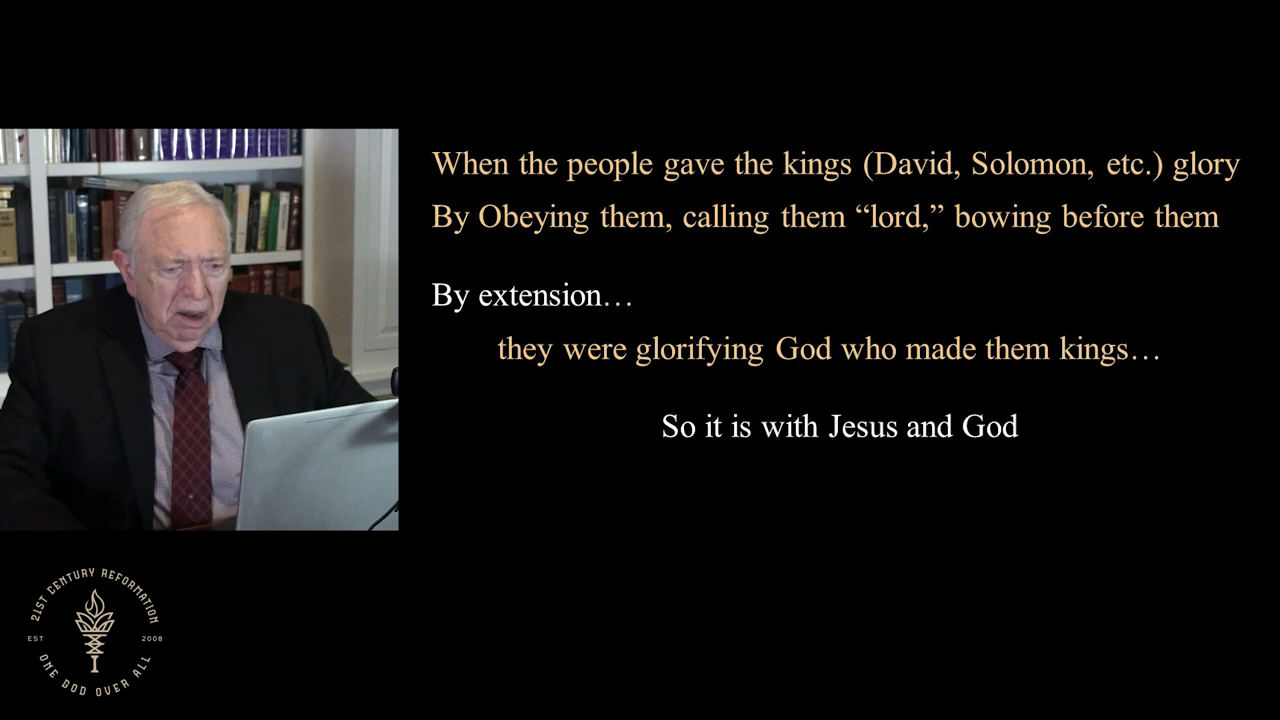 When the people gave the kings (David, Solomon, etc.) glory
By Obeying them, calling them “lord,” bowing before them
By extension…
they were glorifying God who made them kings…
So it is with Jesus and God
21ST CENTURY REFORMATION
EST 2008
ONE GOD OVER ALL